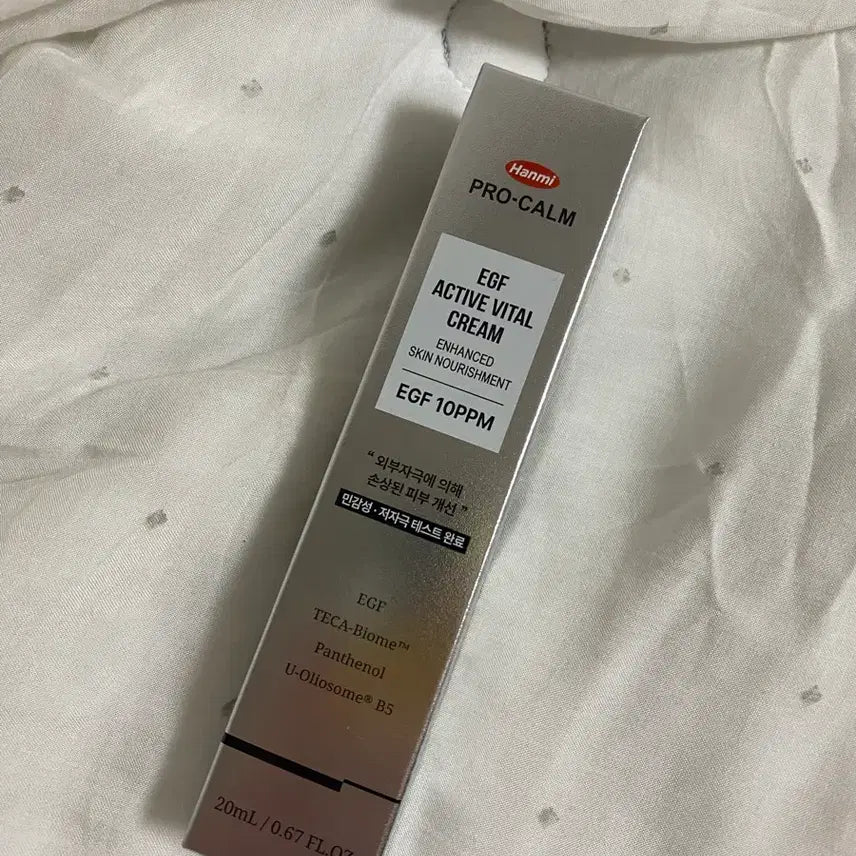 Hanmi
PRO-CALM
EGF
ACTIVE VITAL
CREAM
ENHANCED
SKIN NOURISHMENT
EGF 10PPM
“ 외부자극에 의해
손상된 피부 개선 ”
민감성 · 저자극 테스트 완료
EGF
TECA-Biome™
Panthenol
U-Oliosome® B5
20mL / 0.67 FL.OZ